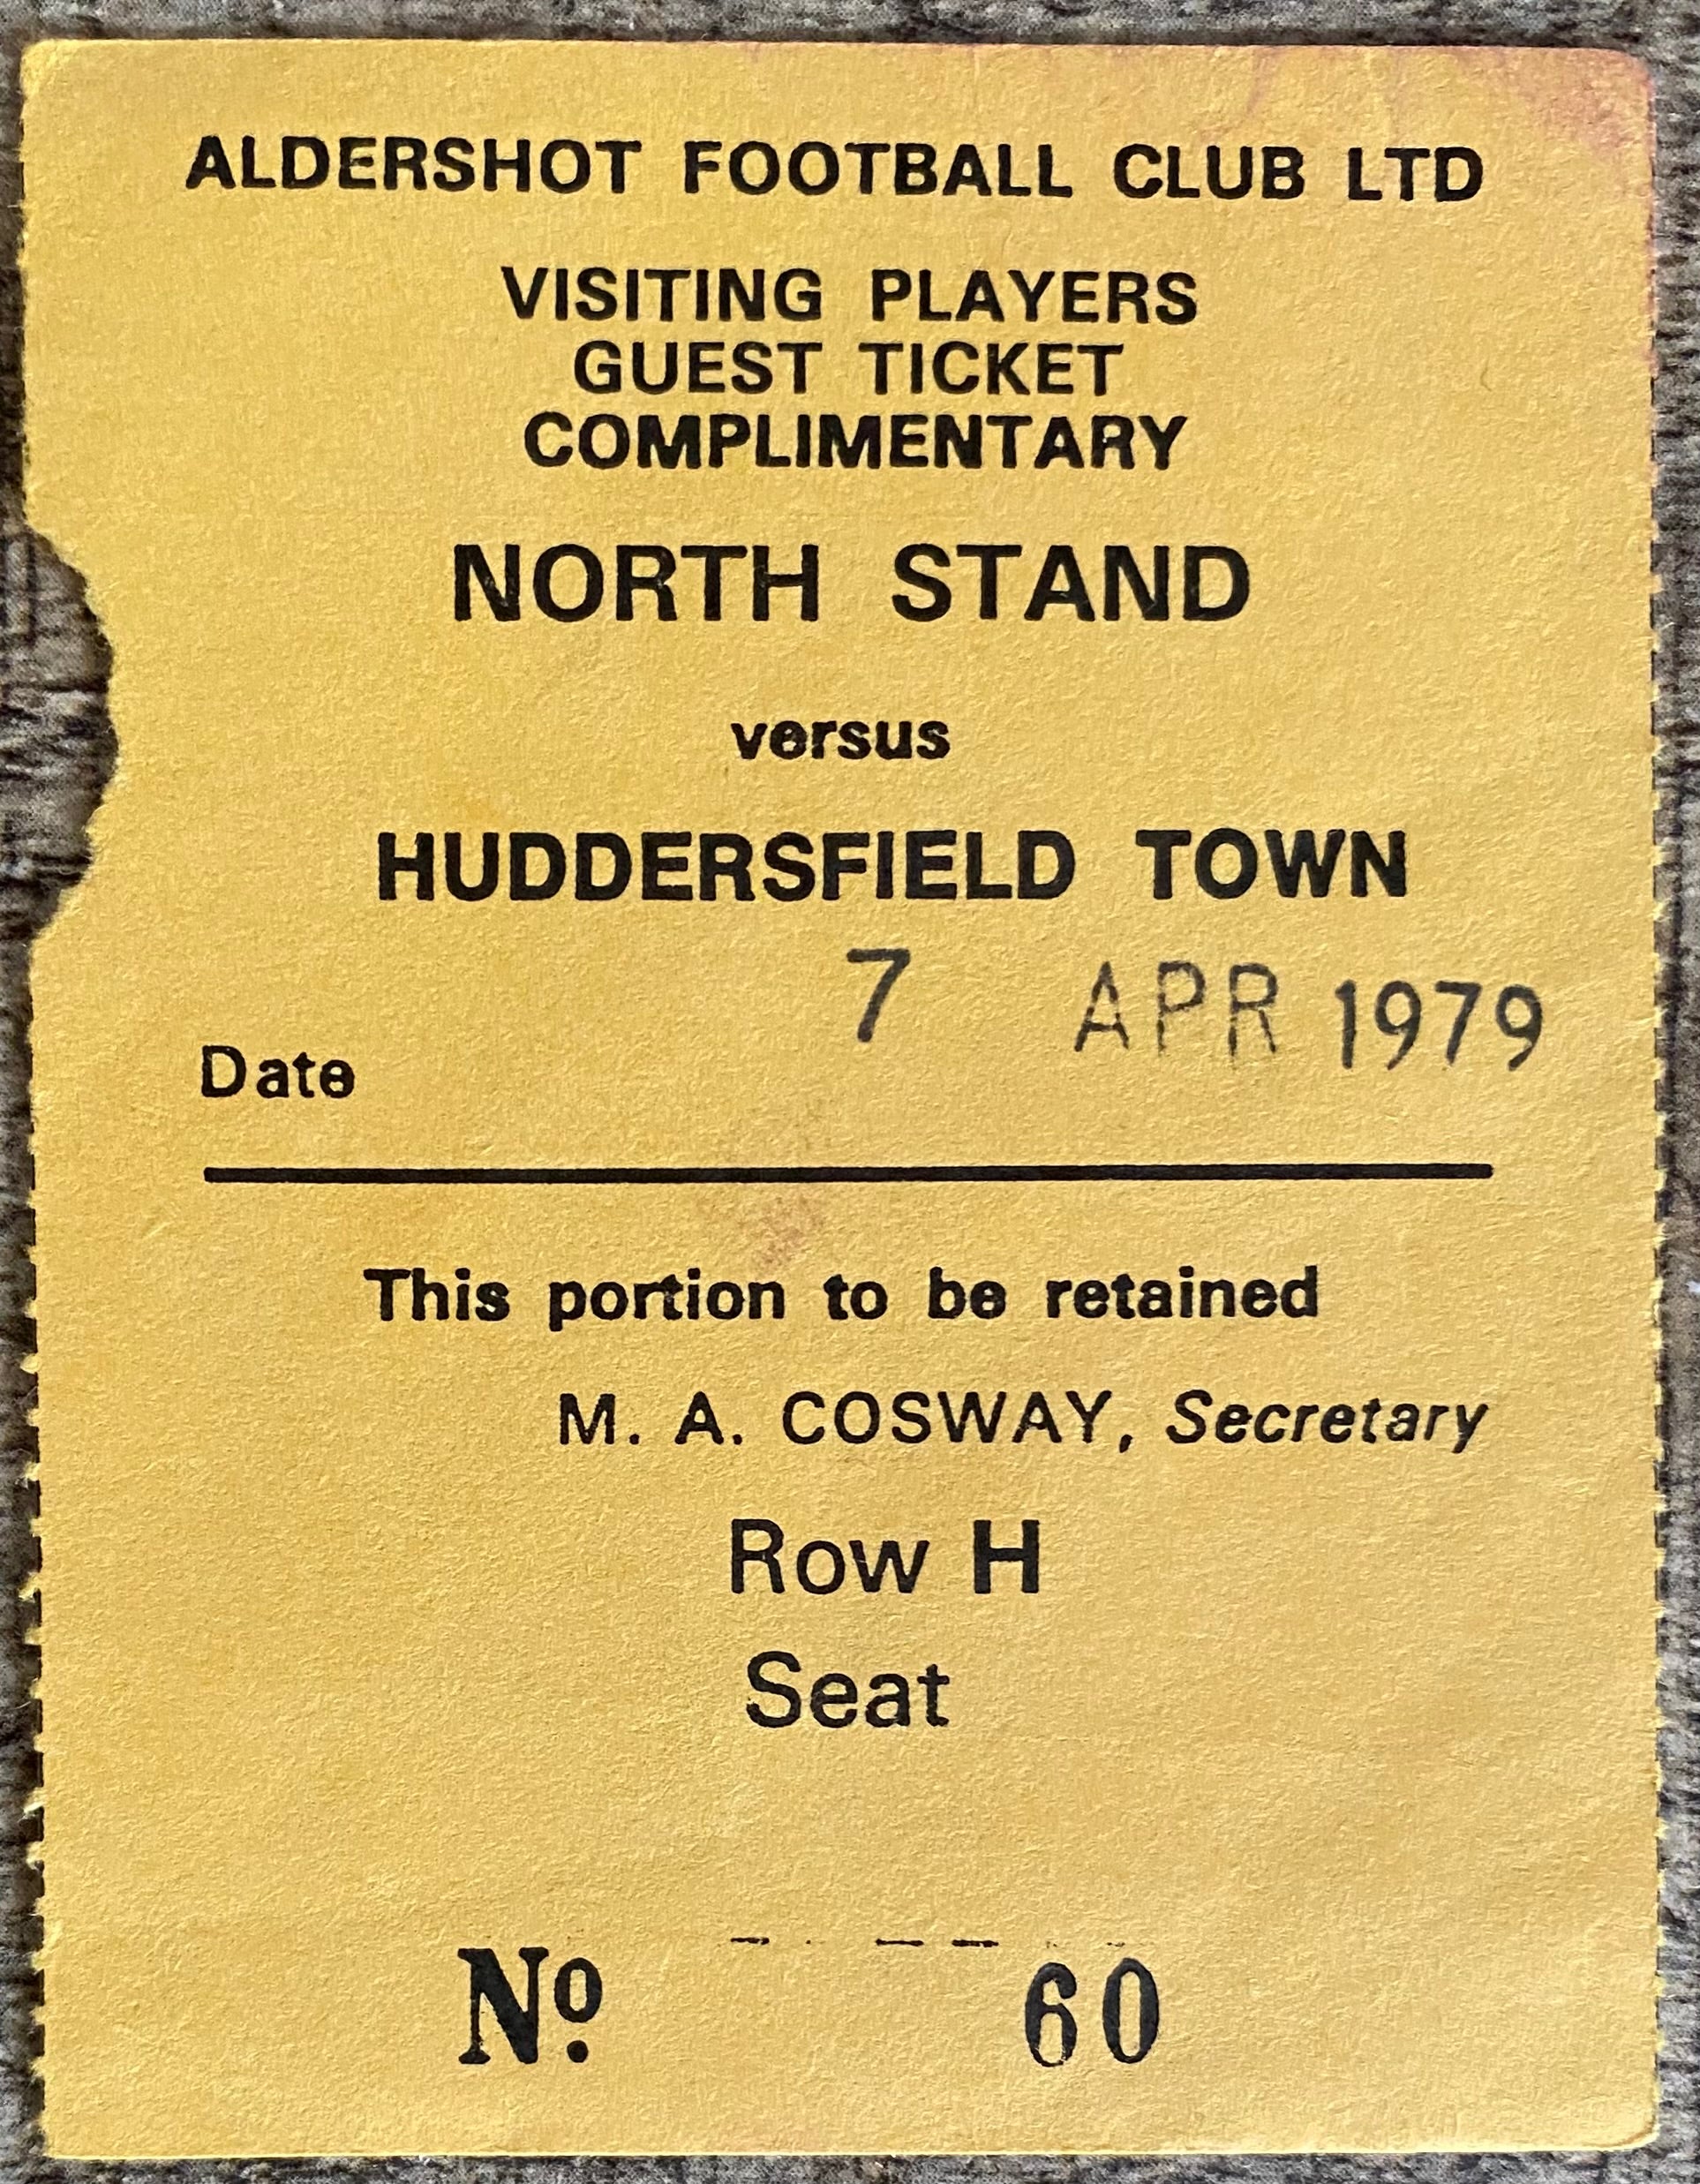 ALDERSHOT FOOTBALL CLUB LTD
VISITING PLAYERS
GUEST TICKET
COMPLIMENTARY
NORTH STAND
versus
HUDDERSFIELD TOWN
7 APR 1979
Date
This portion to be retained
M. A. COSWAY, Secretary
Row H
Seat
Nº. 60